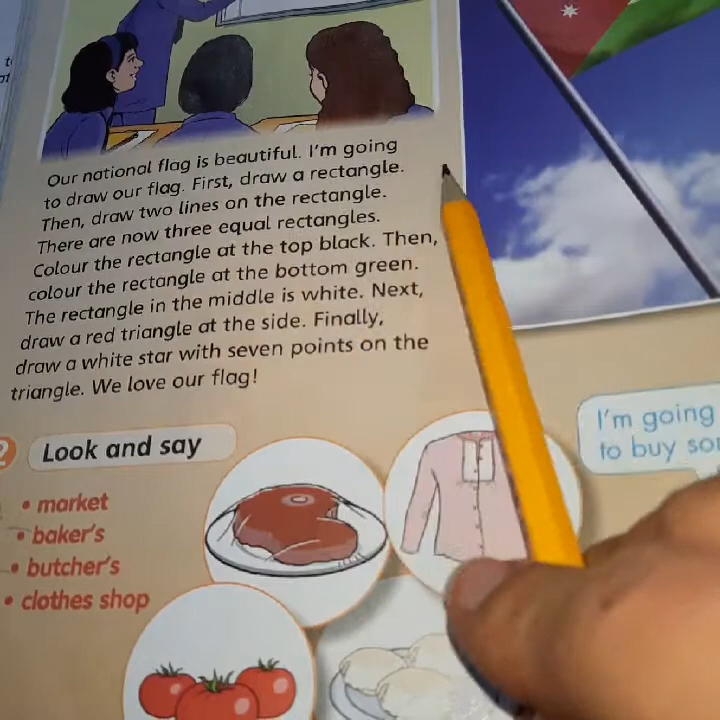 Our national flag is beautiful. I'm going
to draw our flag. First, draw a rectangle.
Then, draw two lines on the rectangle.
There are now three equal rectangles.
Colour the rectangle at the top black. Then,
colour the rectangle at the bottom green.
The rectangle in the middle is white. Next,
draw a red triangle at the side. Finally,
draw a white star with seven points on the
triangle. We love our flag!
2 Look and say
• market
• baker's
• butcher's
• clothes shop
I'm going
to buy